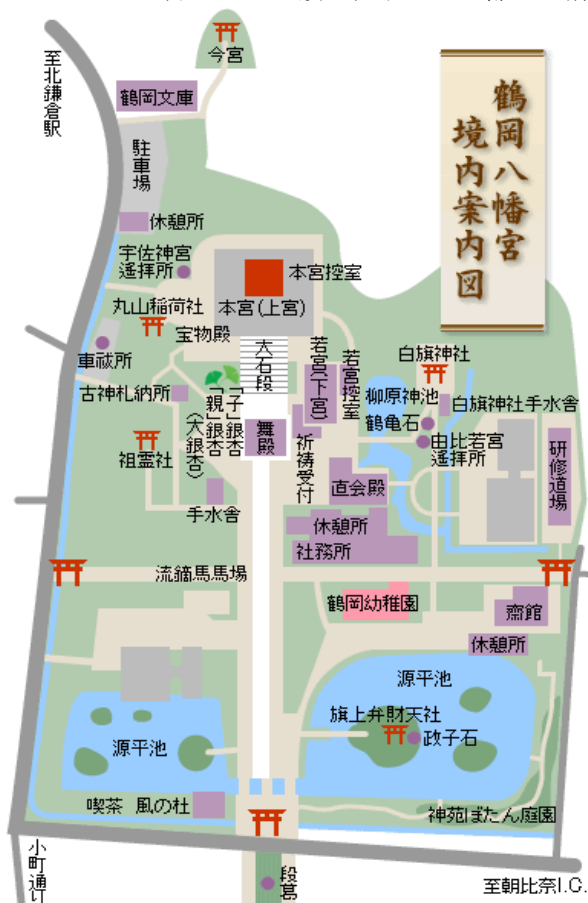 今宮
至北鎌倉駅
鶴岡文庫
鶴岡八幡宮
境内案内図
駐車場
休憩所
宇佐神宮
遙拝所
本宮控室
本宮(上宮)
丸山稲荷社
宝物殿
大石段
若宮(下宮)
若宮控室
白旗神社
車祓所
古神札納所
「親」銀杏
(大銀杏)
「子」銀杏
舞殿
祈祷受付
柳原神池
白旗神社手水舎
鶴亀石
由比若宮
遙拝所
研修道場
祖霊社
手水舎
直会殿
休憩所
社務所
流鏑馬馬場
鶴岡幼稚園
齋館
休憩所
源平池
旗上弁財天社
政子石
源平池
喫茶 風の杜
神苑ぼたん庭園
小町通り
段葛
至朝比奈I.C.